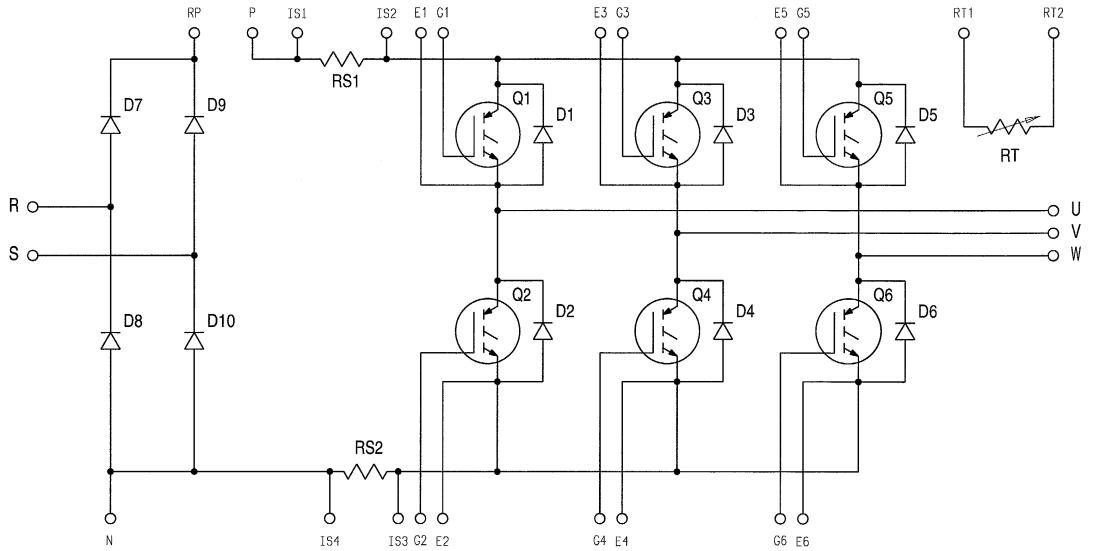 RP P IS1 IS2 E1 G1 E3 G3 E5 G5 RT1 RT2
RS1
D7 D9 Q1 D1 Q3 D3 Q5 D5
RT
R U
V
S W
Q2 Q4 Q6
D8 D10 D2 D4 D6
RS2
N IS4 IS3 G2 E2 G4 E4 G6 E6